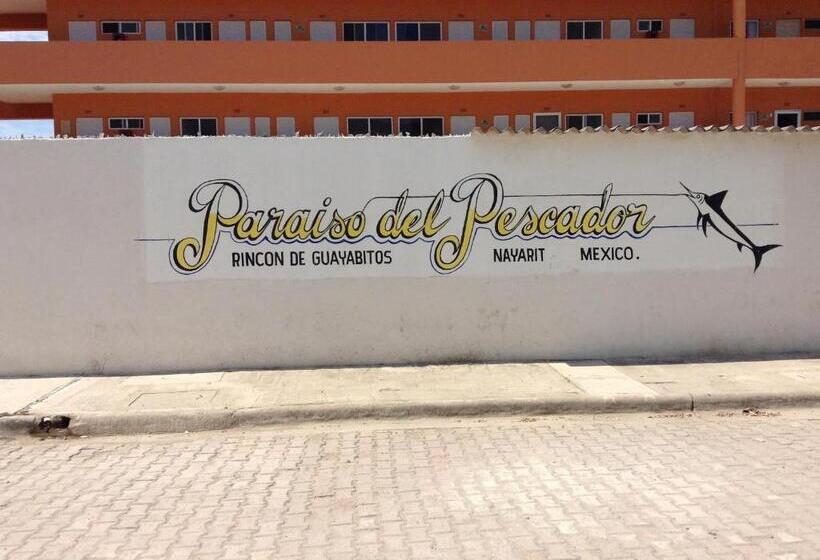 Paraiso del Pescador
RINCON DE GUAYABITOS NAYARIT MEXICO.